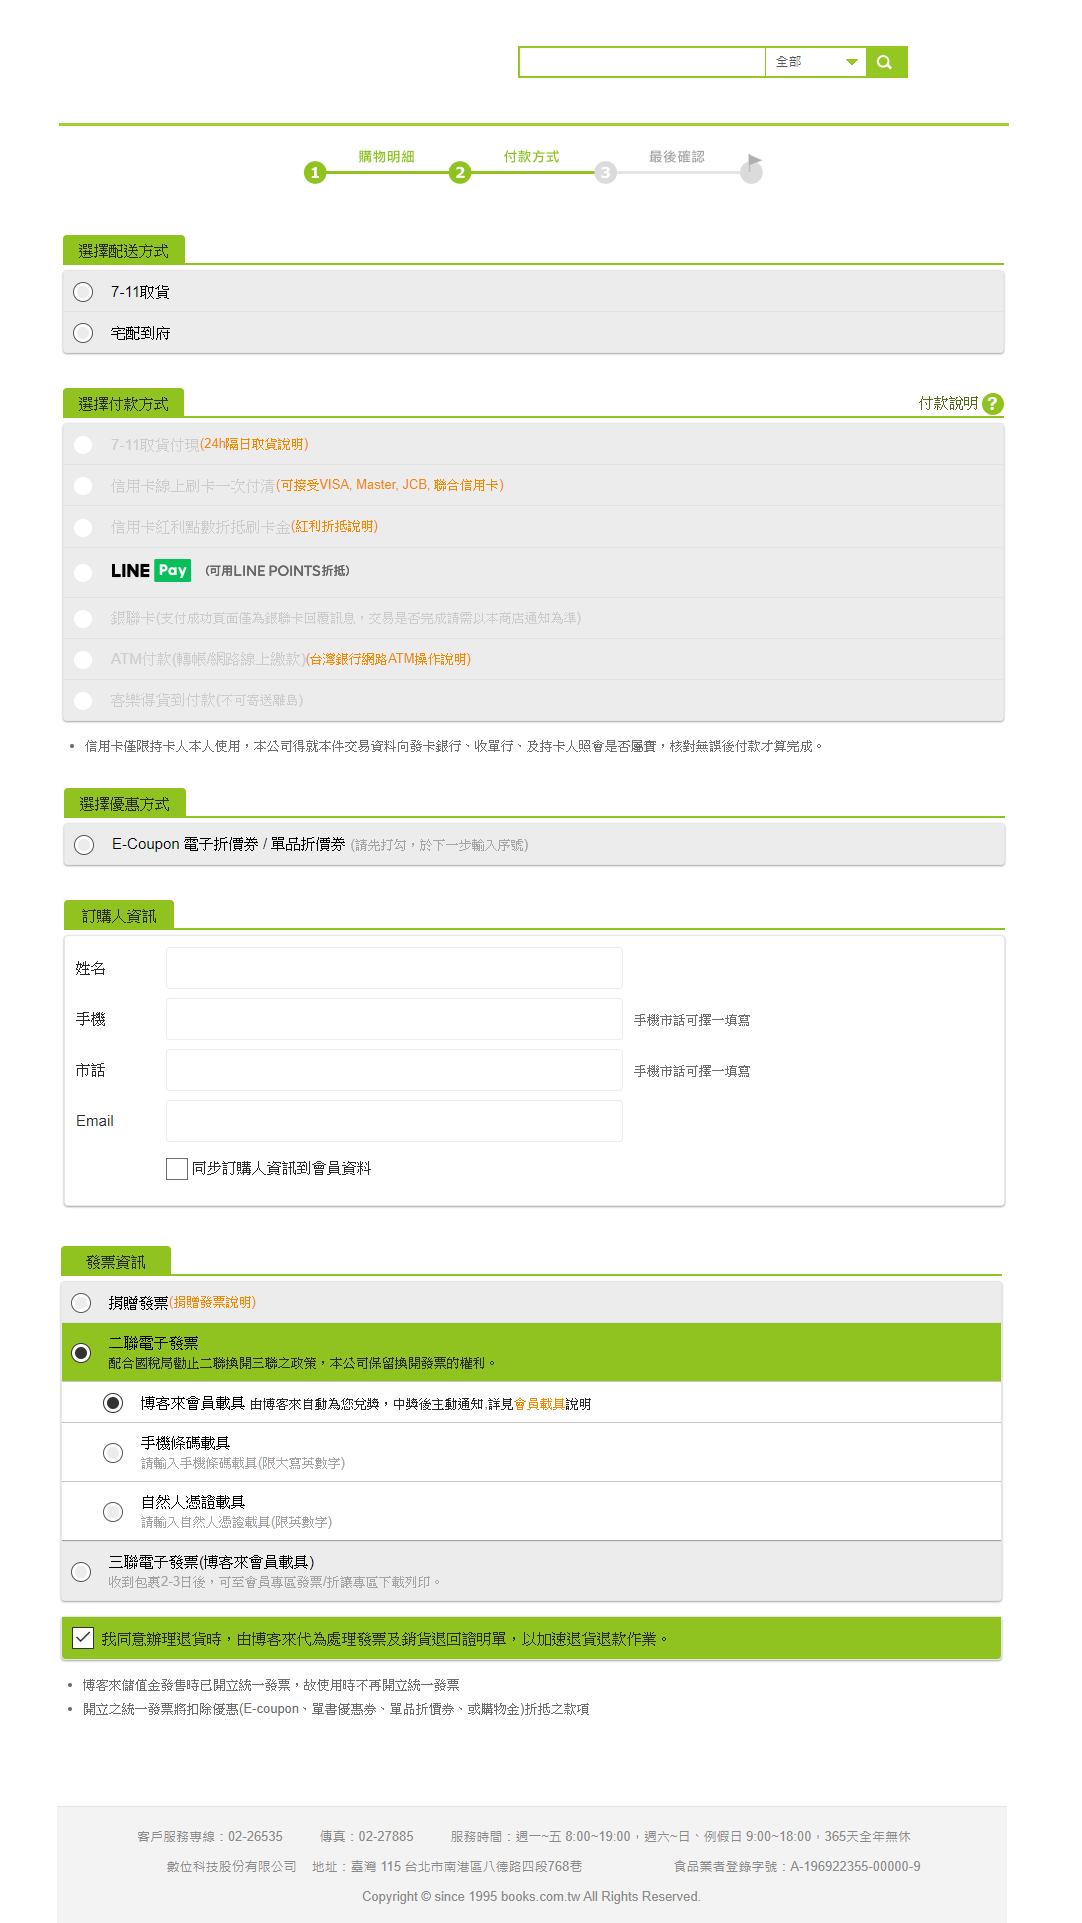 全部
購物明細
付款方式
最後確認
1
2
3
選擇配送方式
7-11取貨
宅配到府
選擇付款方式
付款說明 ?
7-11取貨付現(24h隔日取貨說明)
信用卡線上刷卡一次付清(可接受VISA, Master, JCB, 聯合信用卡)
信用卡紅利點數折抵刷卡金(紅利折抵說明)
LINE Pay (可用LINE POINTS折抵)
銀聯卡(支付成功頁面僅為銀聯卡回覆訊息，交易是否完成請需以本商店通知為準)
ATM付款(轉帳/網路線上繳款)(台灣銀行網路ATM操作說明)
客樂得貨到付款(不可寄送離島)
• 信用卡僅限持卡人本人使用，本公司得就本件交易資料向發卡銀行、收單行、及持卡人照會是否屬實，核對無誤後付款才算完成。
選擇優惠方式
E-Coupon 電子折價券 / 單品折價券 (請先打勾，於下一步輸入序號)
訂購人資訊
姓名
手機
手機市話可擇一填寫
市話
手機市話可擇一填寫
Email
同步訂購人資訊到會員資料
發票資訊
捐贈發票(捐贈發票說明)
二聯電子發票
配合國稅局勸止二聯換開三聯之政策，本公司保留換開發票的權利。
博客來會員載具 由博客來自動為您兌獎，中獎後主動通知,詳見會員載具說明
手機條碼載具
請輸入手機條碼載具(限大寫英數字)
自然人憑證載具
請輸入自然人憑證載具(限英數字)
三聯電子發票(博客來會員載具)
收到包裹2-3日後，可至會員專區發票/折讓專區下載列印。
我同意辦理退貨時，由博客來代為處理發票及銷貨退回證明單，以加速退貨退款作業。
• 博客來儲值金發售時已開立統一發票，故使用時不再開立統一發票
• 開立之統一發票將扣除優惠(E-coupon、單書優惠券、單品折價券、或購物金)折抵之款項
客戶服務專線：02-26535 傳真：02-27885 服務時間：週一~五 8:00~19:00，週六~日、例假日 9:00~18:00，365天全年無休
數位科技股份有限公司 地址：臺灣 115 台北市南港區八德路四段768巷 食品業者登錄字號：A-196922355-00000-9
Copyright © since 1995 books.com.tw All Rights Reserved.